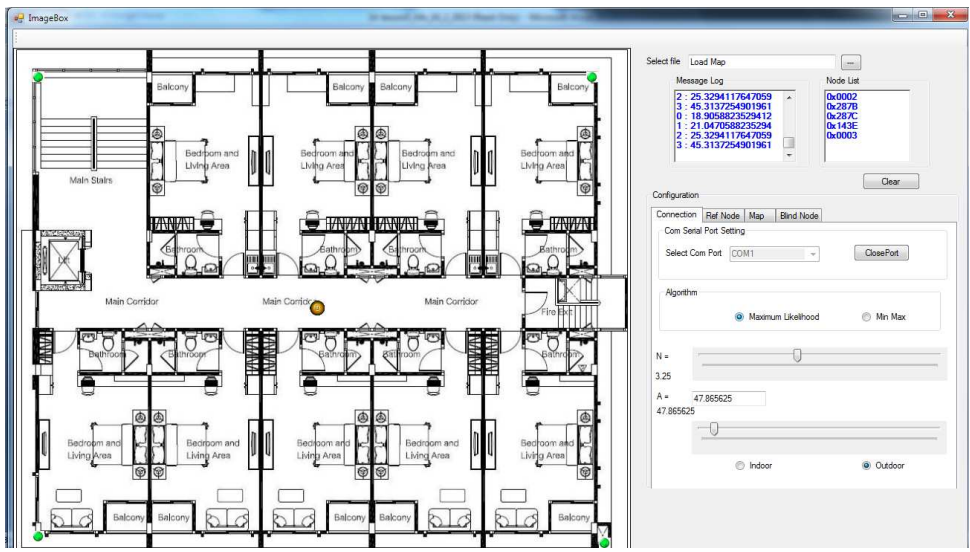 ImageBox
Select file
Load Map
...
Message Log
Node List
2 : 25.3294117647059
3 : 45.3137254901961
0 : 18.9058823529412
1 : 21.0470588235294
2 : 25.3294117647059
3 : 45.3137254901961
0x0002
0x287B
0x287C
0x143E
0x0003
Clear
Configuration
Connection
Ref Node
Map
Blind Node
Com Serial Port Setting
Select Com Port
COM1
ClosePort
Algorithm
Maximum Likelihood
Min Max
N =
3.25
A =
47.865625
47.865625
Indoor
Outdoor
Balcony
Balcony
Balcony
Balcony
Main Stairs
Bedroom and
Living Area
Bedroom and
Living Area
Bedroom and
Living Area
Bedroom and
Living Area
Lift
Bathroom
Bathroom
Bathroom
Bathroom
Main Corridor
Main Corridor
Main Corridor
Fire Exit
Bathroom
Bathroom
Bathroom
Bathroom
Bathroom
Bedroom and
Living Area
Bedroom and
Living Area
Bedroom and
Living Area
Bedroom and
Living Area
Bedroom and
Living Area
Balcony
Balcony
Balcony
Balcony
Balcony